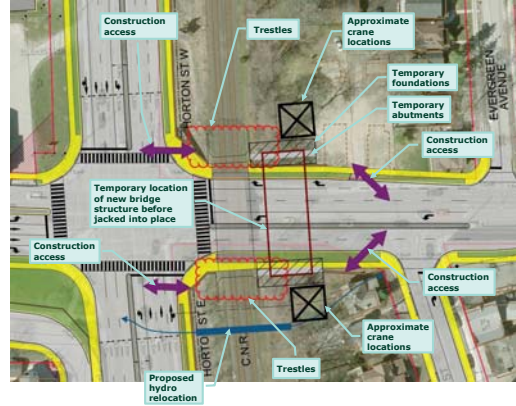 Construction
access
Trestles
Approximate
crane
locations
HORTON ST W
Temporary
foundations
Temporary
abutments
EVERGREEN
AVENUE
Construction
access
Temporary location
of new bridge
structure before
jacked into place
Construction
access
Construction
access
HORTON ST E
C.N.R.
Approximate
crane
locations
Trestles
Proposed
hydro
relocation